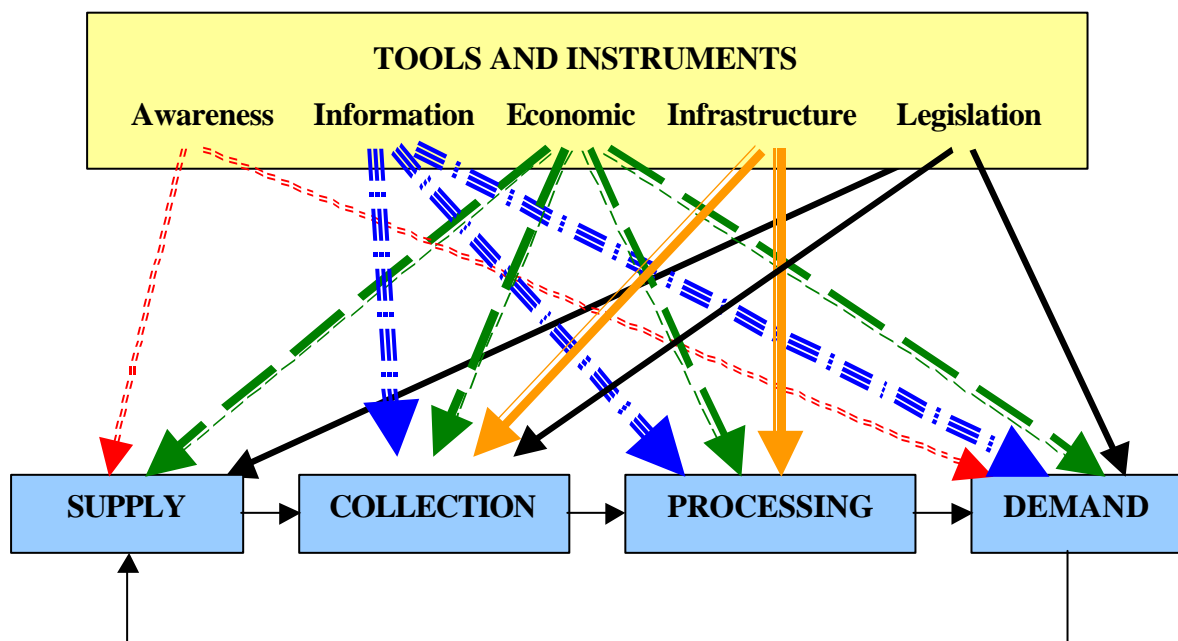 TOOLS AND INSTRUMENTS
Awareness Information Economic Infrastructure Legislation
SUPPLY COLLECTION PROCESSING DEMAND